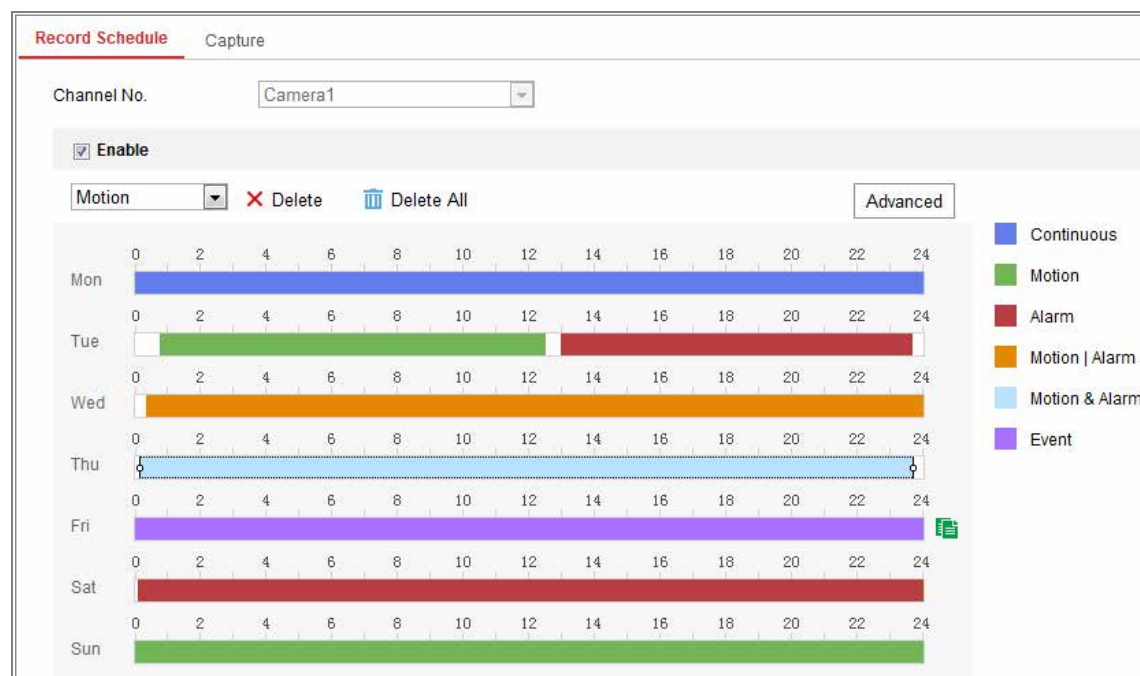 Record Schedule Capture
Channel No. Camera1
Enable
Motion Delete Delete All Advanced
Continuous
Motion
Alarm
Motion | Alarm
Motion & Alarm
Event
0 2 4 6 8 10 12 14 16 18 20 22 24
Mon
0 2 4 6 8 10 12 14 16 18 20 22 24
Tue
0 2 4 6 8 10 12 14 16 18 20 22 24
Wed
0 2 4 6 8 10 12 14 16 18 20 22 24
Thu
0 2 4 6 8 10 12 14 16 18 20 22 24
Fri
0 2 4 6 8 10 12 14 16 18 20 22 24
Sat
0 2 4 6 8 10 12 14 16 18 20 22 24
Sun